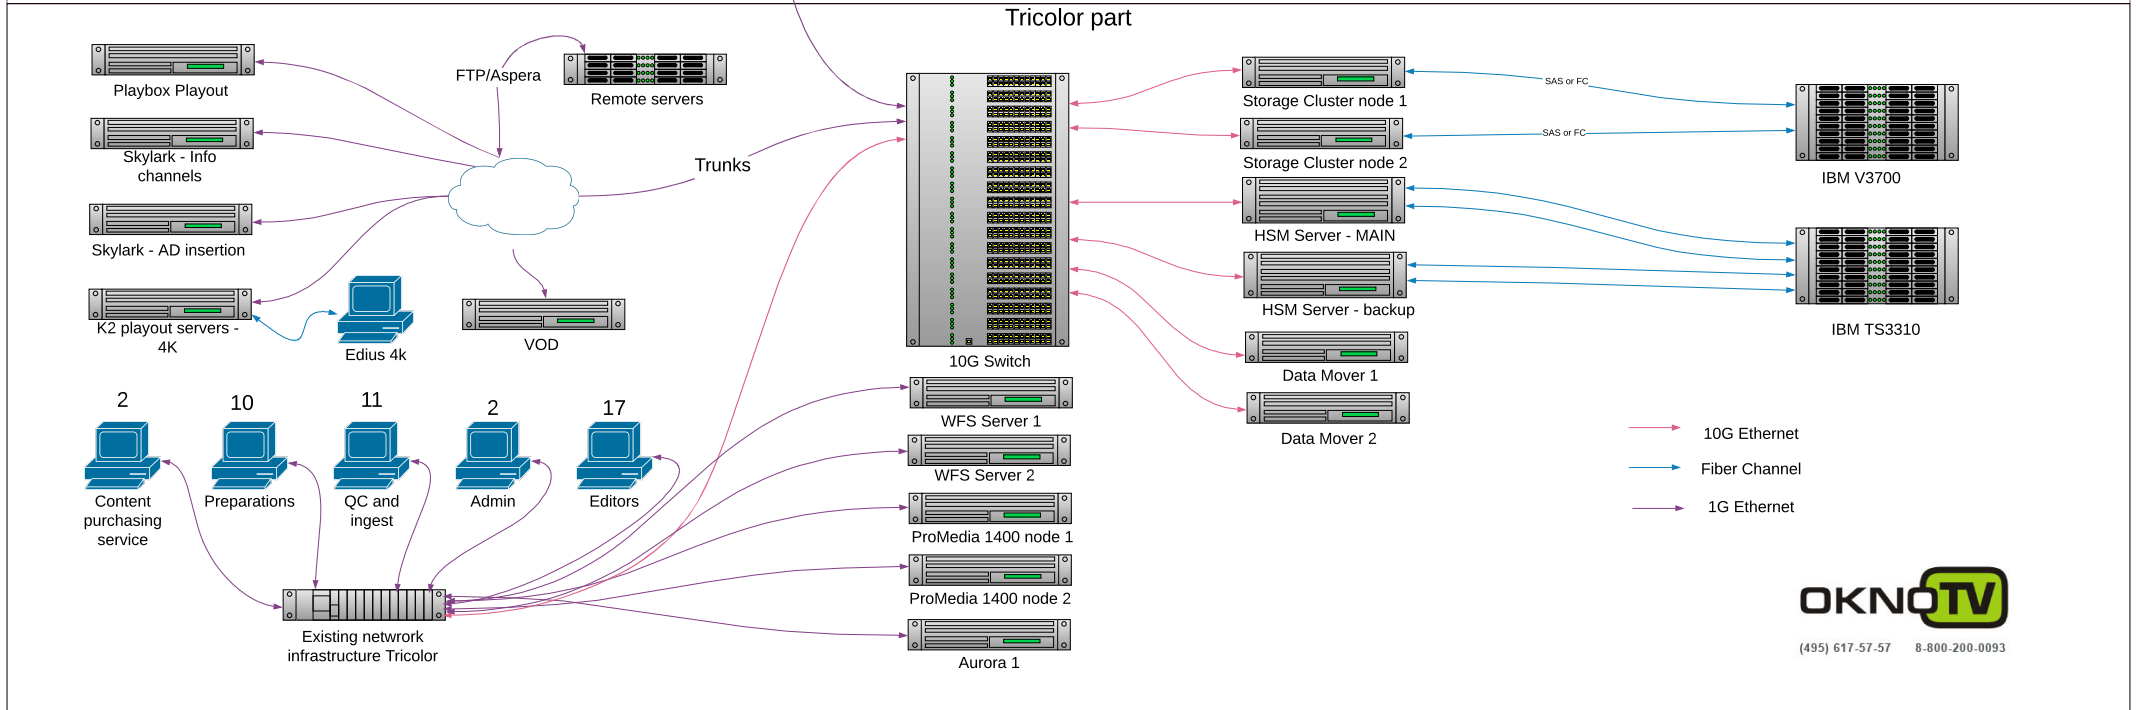 Tricolor part
Playbox Playout
FTP/Aspera
Remote servers
Skylark - Info
channels
Trunks
Skylark - AD insertion
K2 playout servers -
4K
Edius 4k
VOD
10G Switch
Storage Cluster node 1
Storage Cluster node 2
HSM Server - MAIN
HSM Server - backup
Data Mover 1
Data Mover 2
SAS or FC
SAS or FC
IBM V3700
IBM TS3310
2
10
11
2
17
Content
purchasing
service
Preparations
QC and
ingest
Admin
Editors
WFS Server 1
WFS Server 2
ProMedia 1400 node 1
ProMedia 1400 node 2
Aurora 1
Existing network
infrastructure Tricolor
10G Ethernet
Fiber Channel
1G Ethernet
OKNOTV
(495) 617-57-57 8-800-200-0093